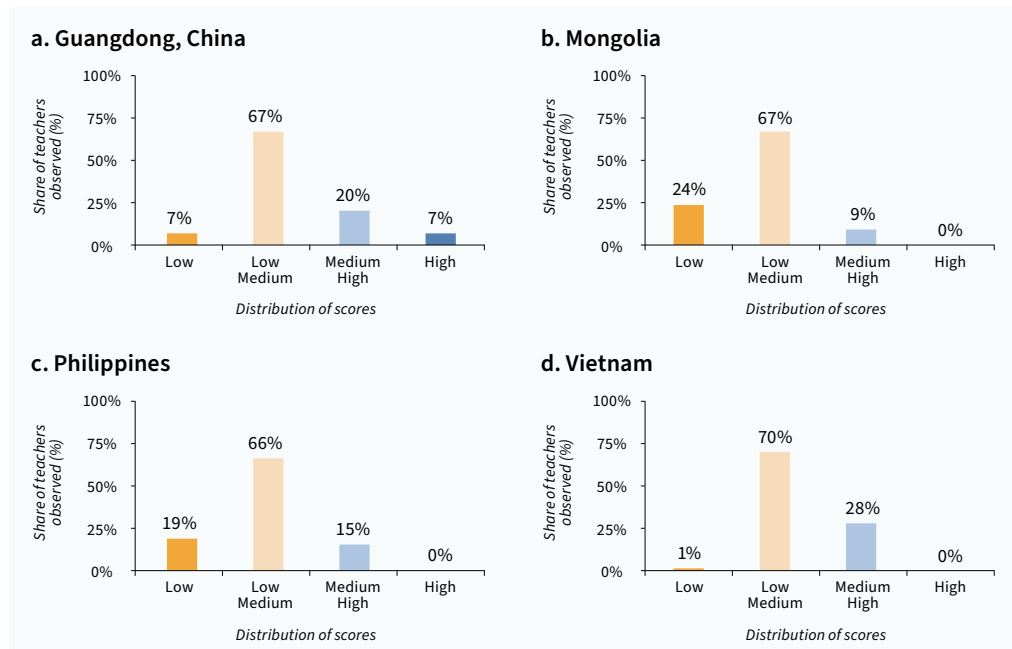 a. Guangdong, China
Share of teachers
observed (%)
100%
75%
50%
25%
0%
7%
67%
20%
7%
Low
Low
Medium
Medium
High
High
Distribution of scores
b. Mongolia
Share of teachers
observed (%)
100%
75%
50%
25%
0%
24%
67%
9%
0%
Low
Low
Medium
Medium
High
High
Distribution of scores
c. Philippines
Share of teachers
observed (%)
100%
75%
50%
25%
0%
19%
66%
15%
0%
Low
Low
Medium
Medium
High
High
Distribution of scores
d. Vietnam
Share of teachers
observed (%)
100%
75%
50%
25%
0%
1%
70%
28%
0%
Low
Low
Medium
Medium
High
High
Distribution of scores